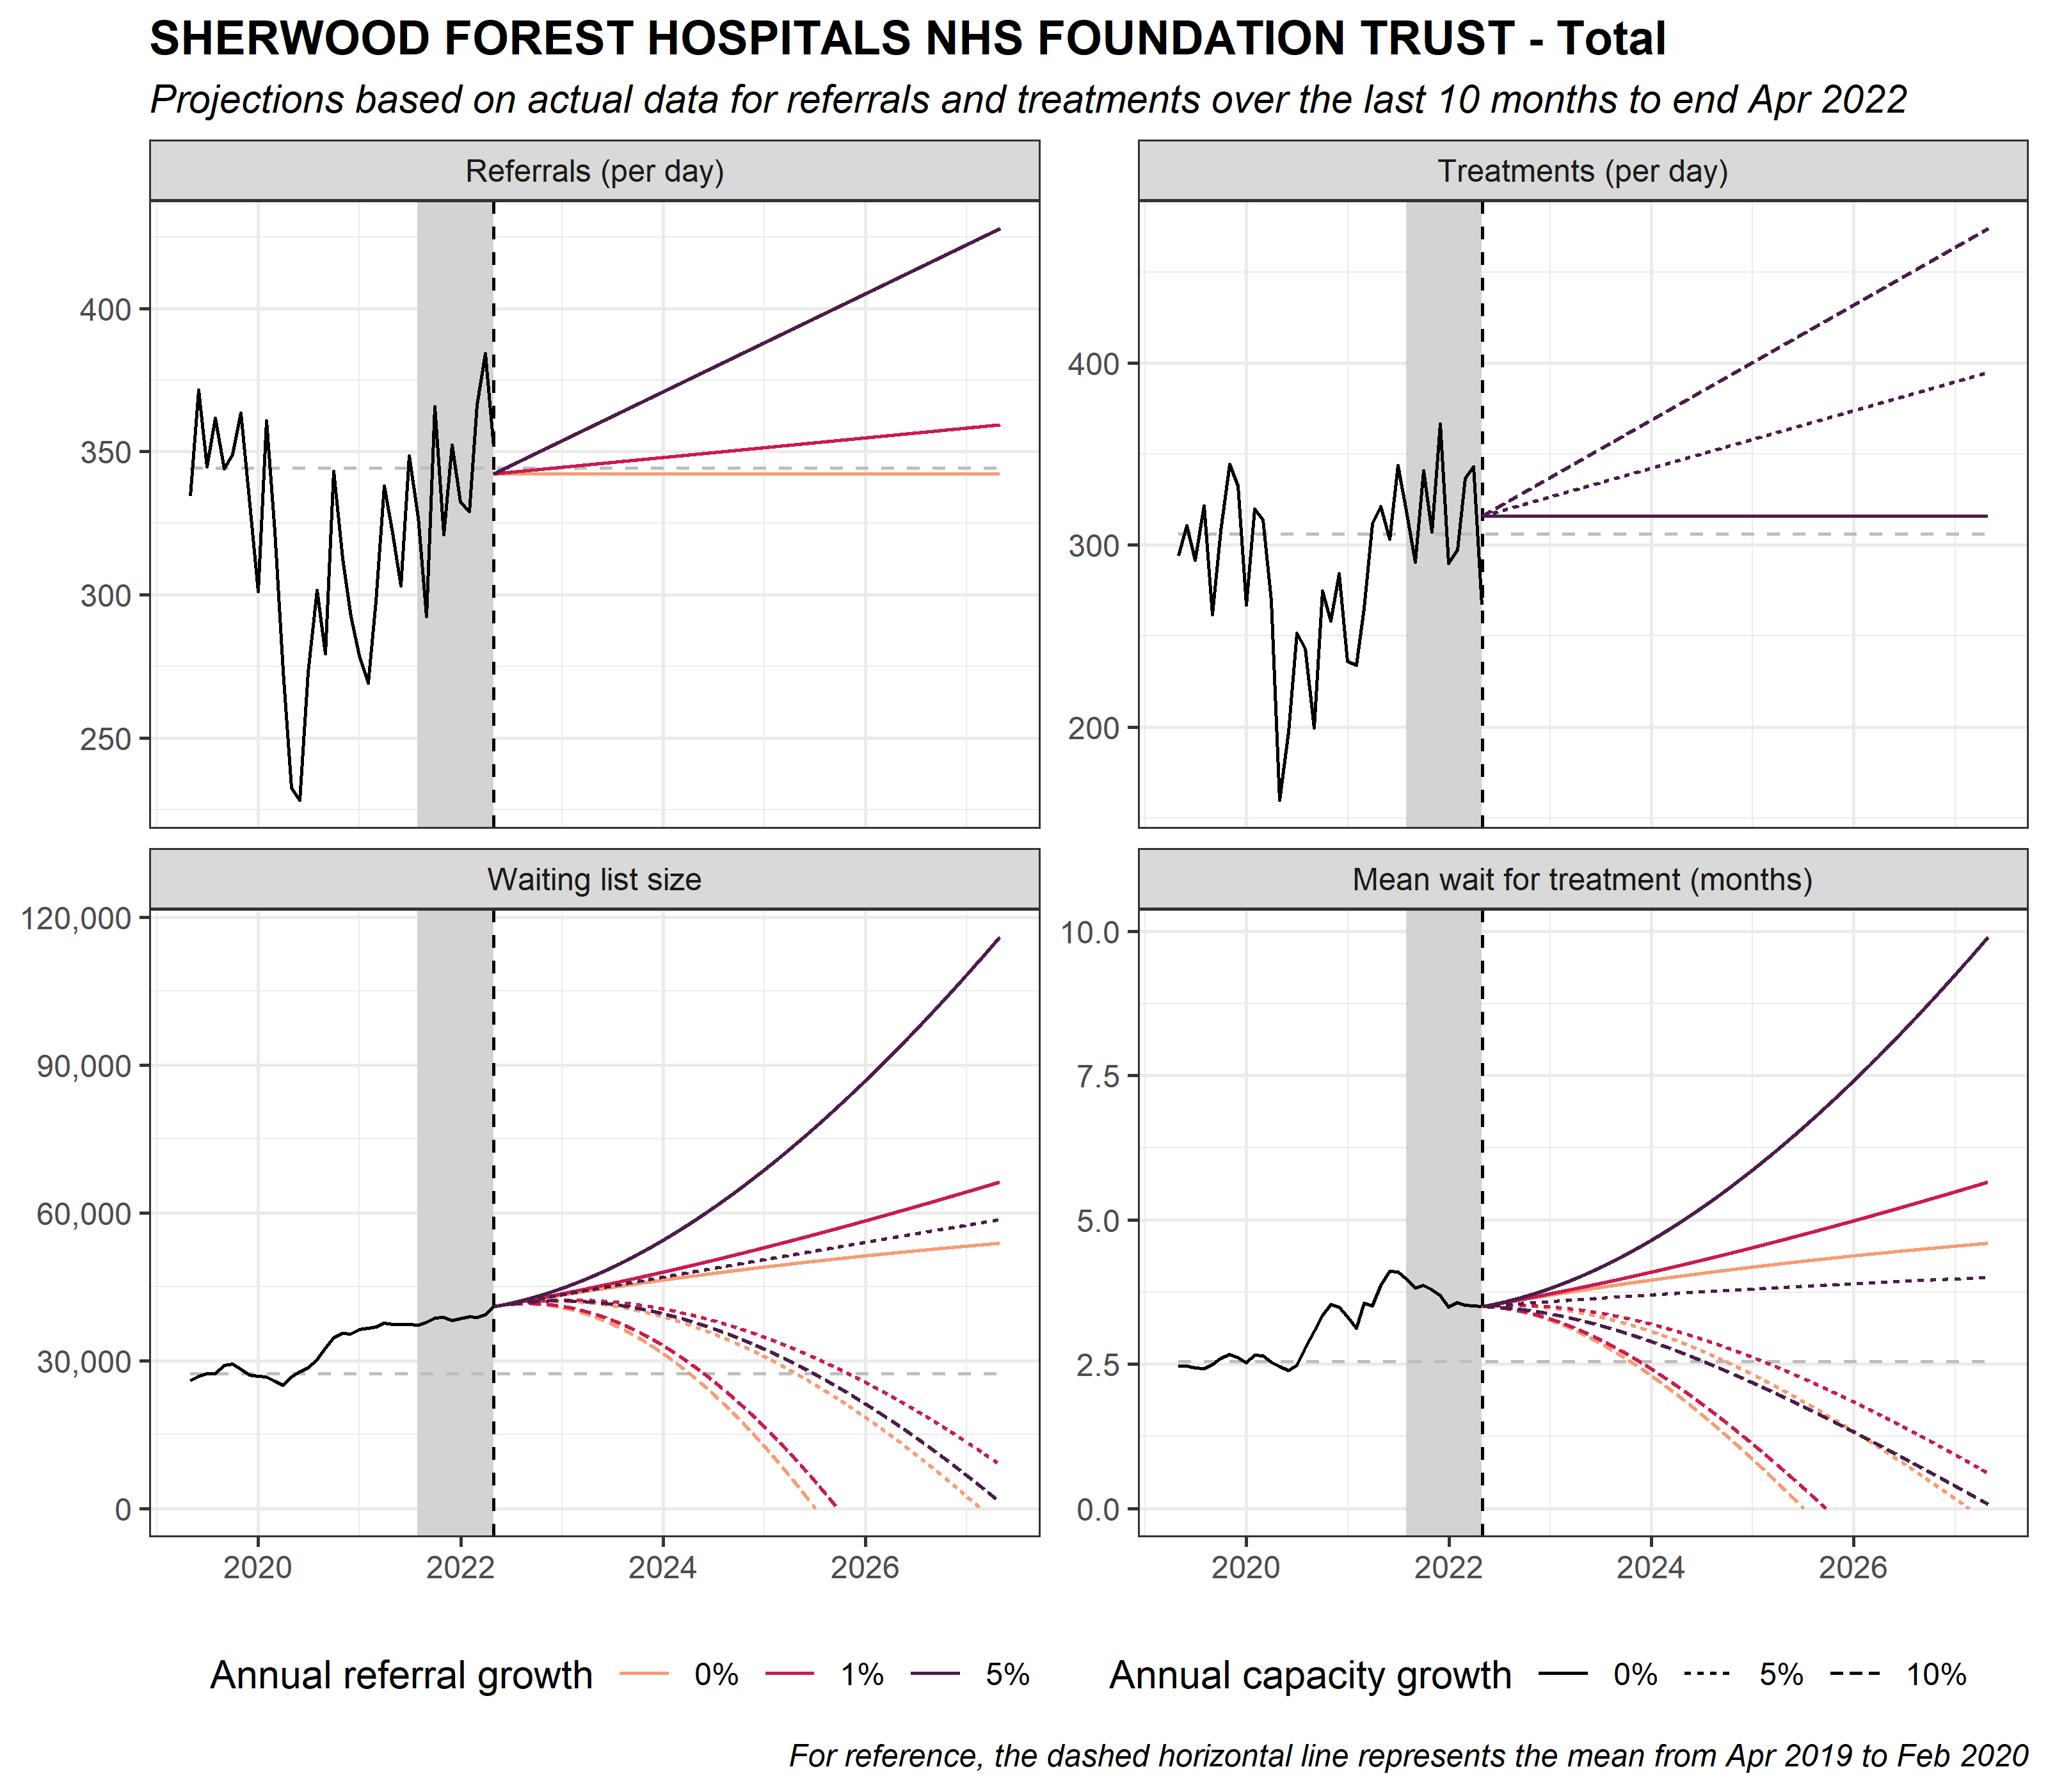 SHERWOOD FOREST HOSPITALS NHS FOUNDATION TRUST - Total
Projections based on actual data for referrals and treatments over the last 10 months to end Apr 2022
Referrals (per day)
400
350
300
250
Treatments (per day)
400
300
200
Waiting list size
120,000
90,000
60,000
30,000
0
2020 2022 2024 2026
Mean wait for treatment (months)
10.0
7.5
5.0
2.5
0.0
2020 2022 2024 2026
Annual referral growth 0% 1% 5%
Annual capacity growth 0% 5% 10%
For reference, the dashed horizontal line represents the mean from Apr 2019 to Feb 2020